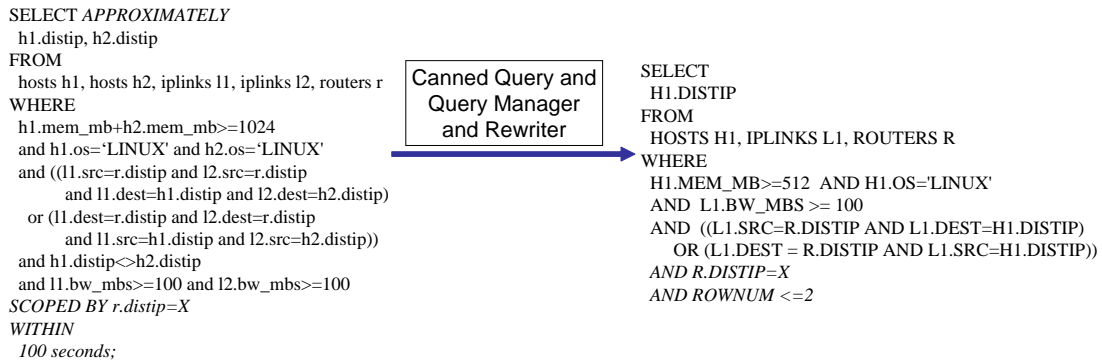 SELECT APPROXIMATELY
h1.distip, h2.distip
FROM
hosts h1, hosts h2, iplinks l1, iplinks l2, routers r
WHERE
h1.mem_mb+h2.mem_mb>=1024
and h1.os=‘LINUX' and h2.os=‘LINUX'
and ((l1.src=r.distip and l2.src=r.distip
and l1.dest=h1.distip and l2.dest=h2.distip)
or (l1.dest=r.distip and l2.dest=r.distip
and l1.src=h1.distip and l2.src=h2.distip))
and h1.distip<>h2.distip
and l1.bw_mbs>=100 and l2.bw_mbs>=100
SCOPED BY r.distip=X
WITHIN
100 seconds;
Canned Query and
Query Manager
and Rewriter
SELECT
H1.DISTIP
FROM
HOSTS H1, IPLINKS L1, ROUTERS R
WHERE
H1.MEM_MB>=512 AND H1.OS='LINUX'
AND L1.BW_MBS >= 100
AND ((L1.SRC=R.DISTIP AND L1.DEST=H1.DISTIP)
OR (L1.DEST = R.DISTIP AND L1.SRC=H1.DISTIP))
AND R.DISTIP=X
AND ROWNUM <=2